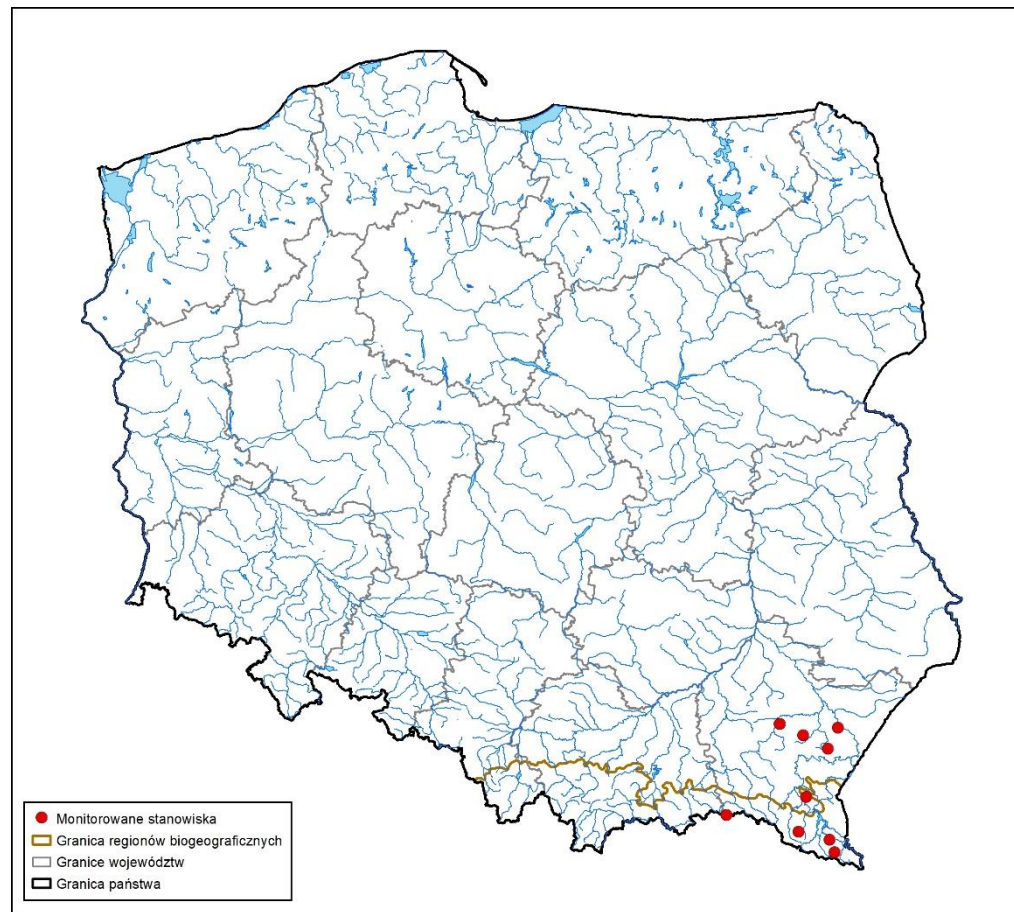 Monitorowane stanowiska
Granica regionów biogeograficznych
Granice województw
Granica państwa